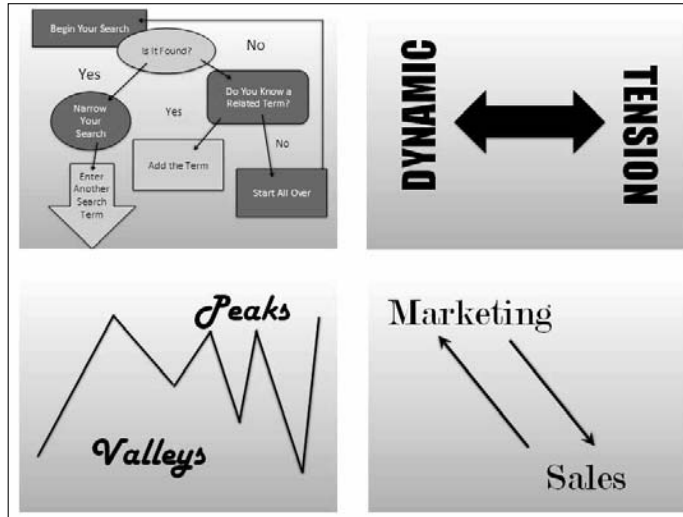 Begin Your Search
Is It Found?
No
Yes
Do You Know a
Related Term?
Narrow
Your
Search
Yes
No
Add the Term
Enter
Another
Search
Term
Start All Over
DYNAMIC
TENSION
Peaks
Valleys
Marketing
Sales